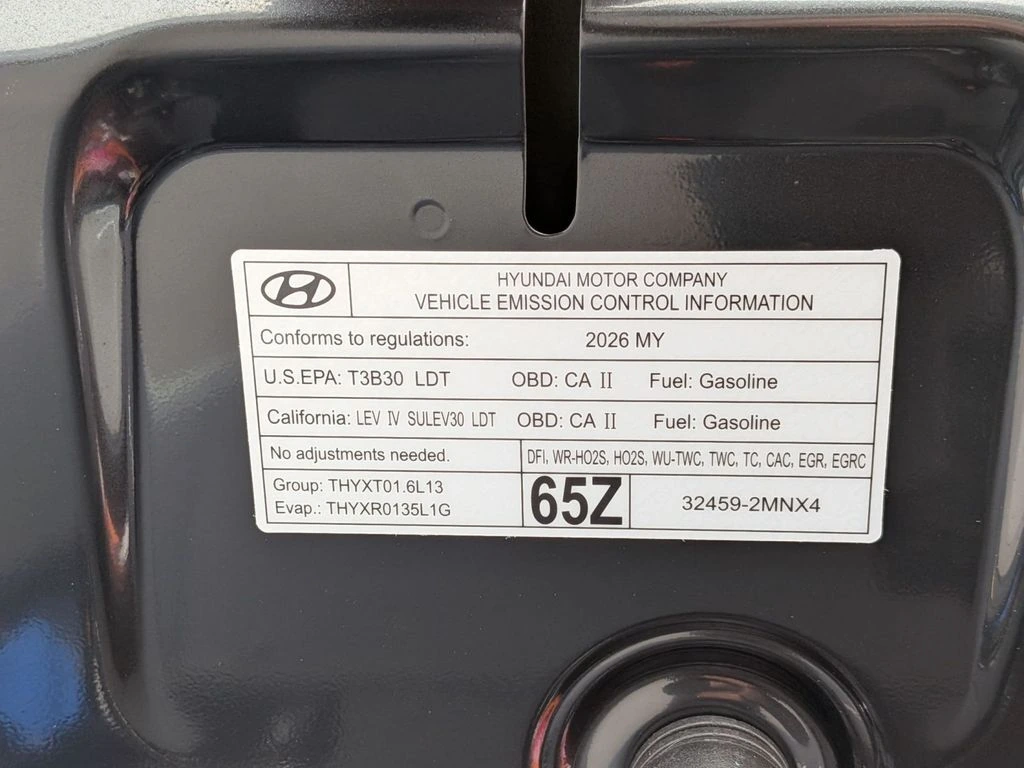 HYUNDAI MOTOR COMPANY
VEHICLE EMISSION CONTROL INFORMATION
Conforms to regulations: 2026 MY
U.S.EPA: T3B30 LDT OBD: CA II Fuel: Gasoline
California: LEV IV SULEV30 LDT OBD: CA II Fuel: Gasoline
No adjustments needed. DFI, WR-HO2S, HO2S, WU-TWC, TWC, TC, CAC, EGR, EGRC
Group: THYXT01.6L13
Evap.: THYXR0135L1G
65Z 32459-2MNX4